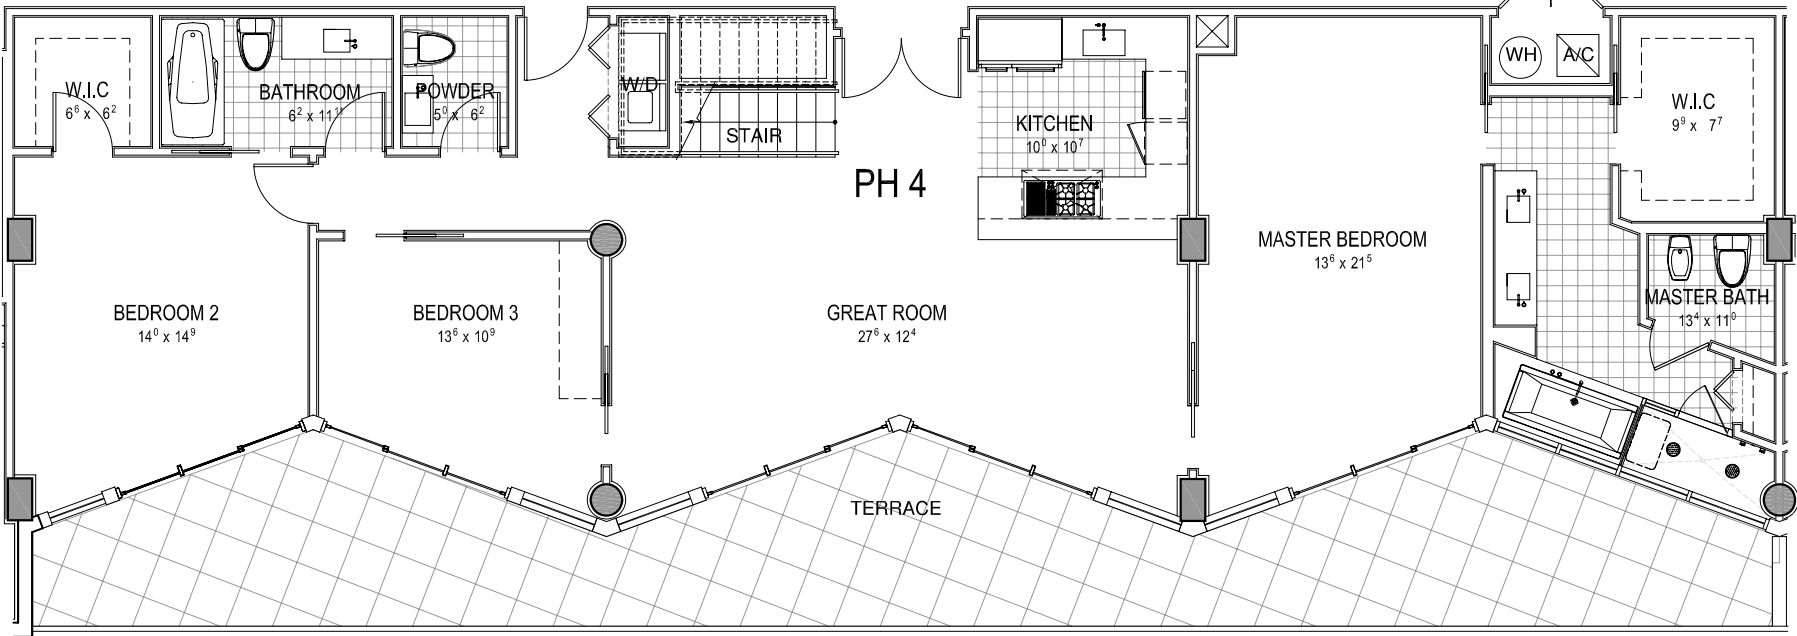 W.I.C
6⁶ x 6²
BATHROOM
6² x 11¹¹
POWDER
5⁰ x 6²
W/D
STAIR
PH 4
KITCHEN
10⁰ x 10⁷
WH
A/C
W.I.C
9⁹ x 7⁷
MASTER BEDROOM
13⁶ x 21⁵
MASTER BATH
13⁴ x 11⁰
BEDROOM 2
14⁰ x 14⁹
BEDROOM 3
13⁶ x 10⁹
GREAT ROOM
27⁶ x 12⁴
TERRACE